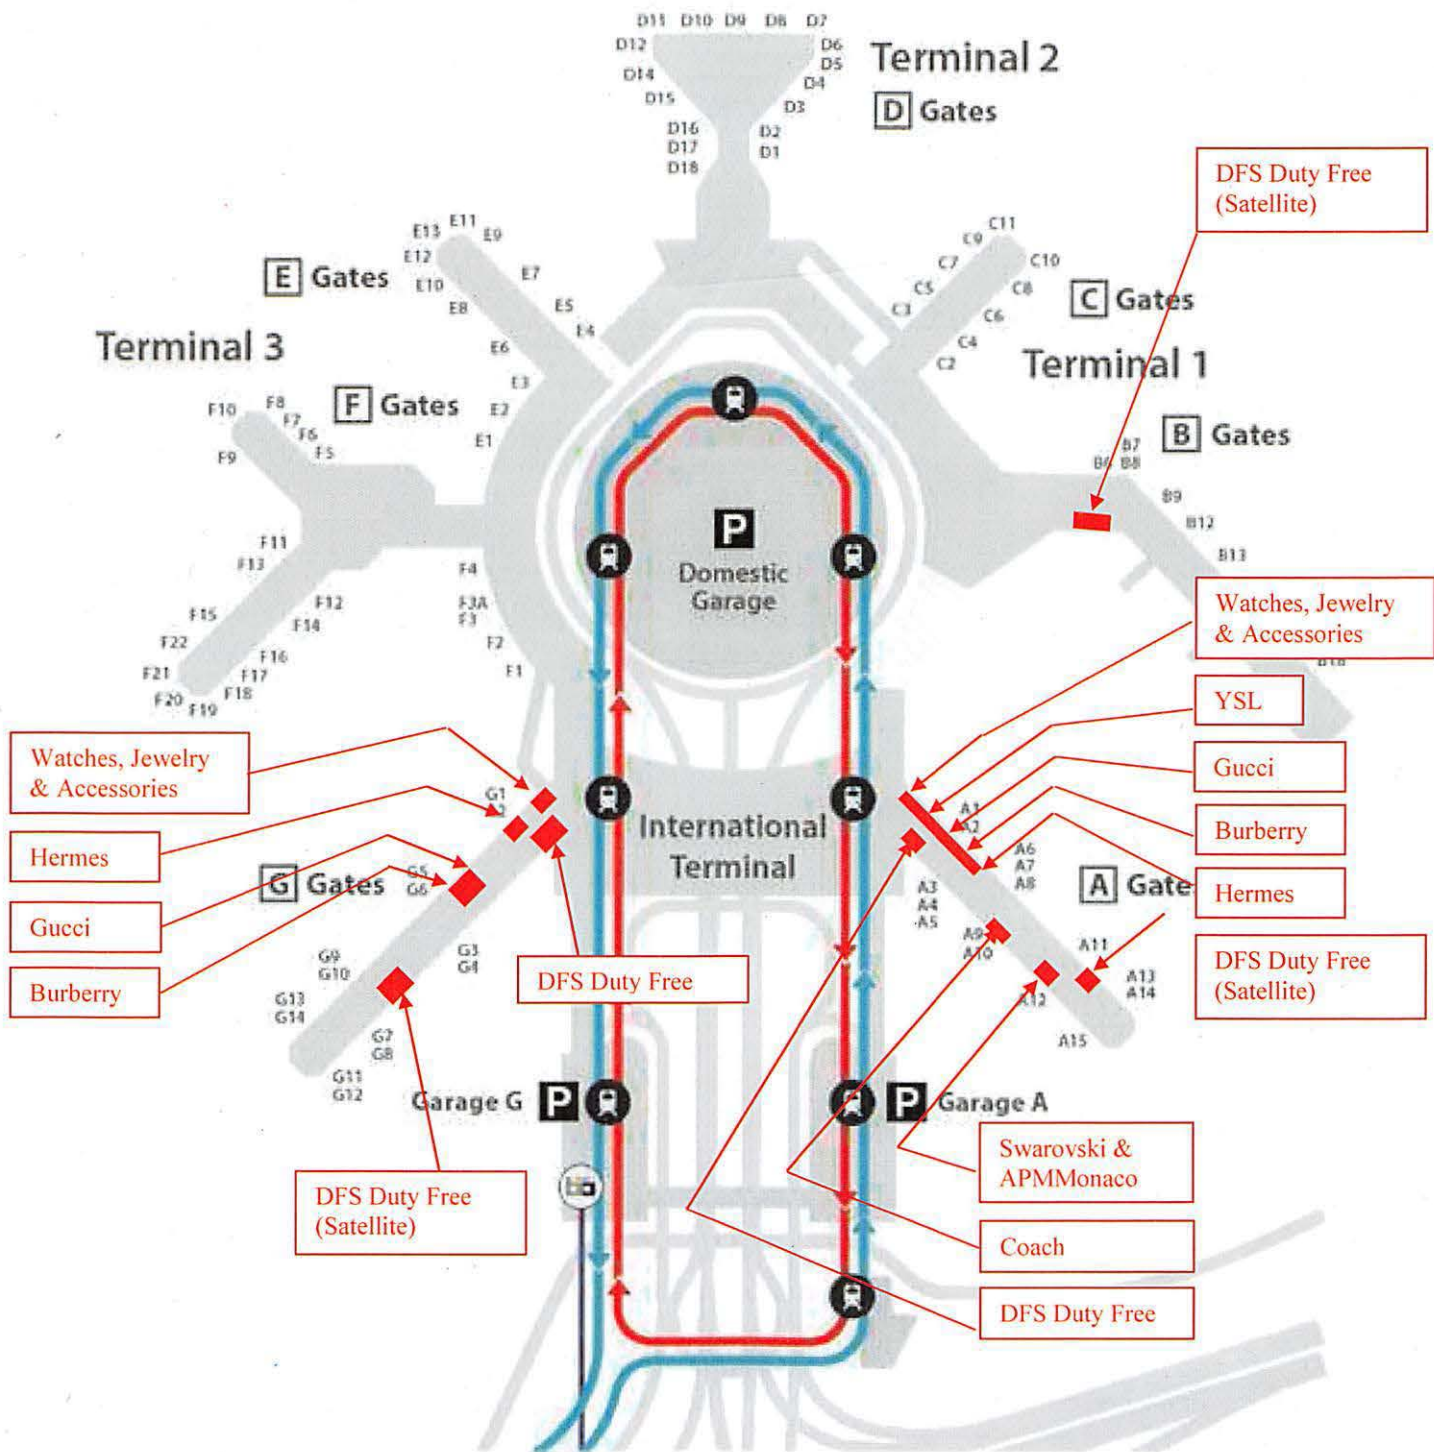 D11 D10 D9 D8 D7
D12
D6
D5
D14
D4
D15
D3
D16
D2
D17
D1
D18
Terminal 2
D Gates
DFS Duty Free
(Satellite)
E13 E11 E9
E12
E10
E7
E8
E5
E6
E4
E3
E2
E1
E Gates
Terminal 3
F Gates
C11
C9
C10
C7
C8
C5
C6
C3
C4
C2
C Gates
Terminal 1
B Gates
B7
B6 B8
B9
B12
B13
B18
F10
F8
F7
F6
F5
F9
F11
F13
F12
F15
F14
F22
F16
F21
F17
F20
F18
F19
F4
F3A
F3
F2
F1
P
Domestic
Garage
Watches, Jewelry
& Accessories
YSL
Gucci
Burberry
Hermes
DFS Duty Free
(Satellite)
Watches, Jewelry
& Accessories
Hermes
Gucci
Burberry
G1
G Gates
G5
G6
G3
G4
G9
G10
G13
G14
G7
G8
G11
G12
International
Terminal
DFS Duty Free
A1
A2
A6
A7
A8
A3
A4
A5
A Gate
A9
A10
A11
A12
A13
A14
A15
Garage G P
P Garage A
DFS Duty Free
(Satellite)
Swarovski &
APMMonaco
Coach
DFS Duty Free